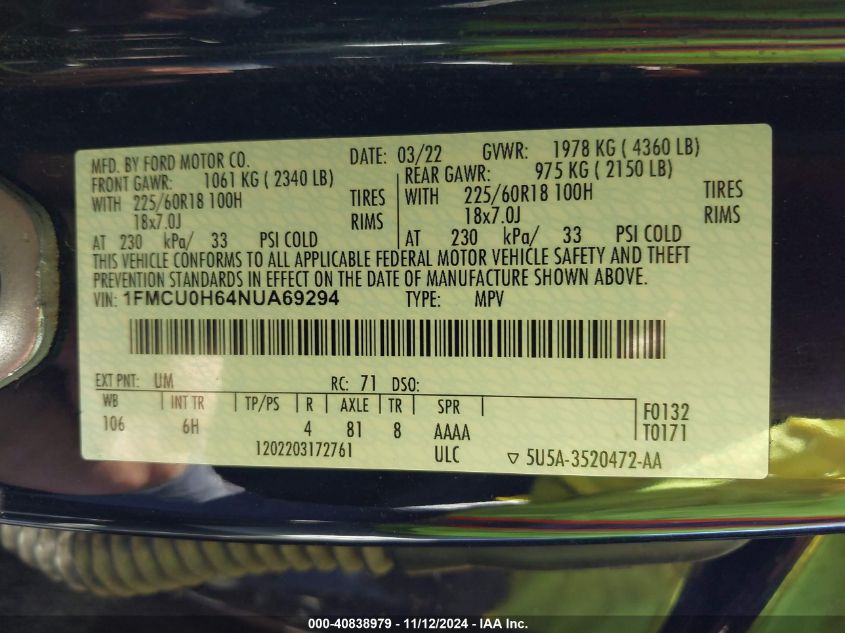 MFD. BY FORD MOTOR CO. DATE: 03/22 GVWR: 1978 KG ( 4360 LB)
FRONT GAWR: 1061 KG ( 2340 LB) REAR GAWR: 975 KG ( 2150 LB)
WITH 225/60R18 100H TIRES WITH 225/60R18 100H TIRES
18x7.0J RIMS 18x7.0J RIMS
AT 230 kPa/ 33 PSI COLD AT 230 kPa/ 33 PSI COLD
THIS VEHICLE CONFORMS TO ALL APPLICABLE FEDERAL MOTOR VEHICLE SAFETY AND THEFT
PREVENTION STANDARDS IN EFFECT ON THE DATE OF MANUFACTURE SHOWN ABOVE.
VIN: 1FMCU0H64NUA69294 TYPE: MPV
EXT PNT: UM RC: 71 DSO:
WB INT TR TP/PS R AXLE TR SPR F0132
106 6H 4 81 8 AAAA T0171
1202203172761 ULC ▽ 5U5A-3520472-AA
000-40838979 - 11/12/2024 - IAA Inc.